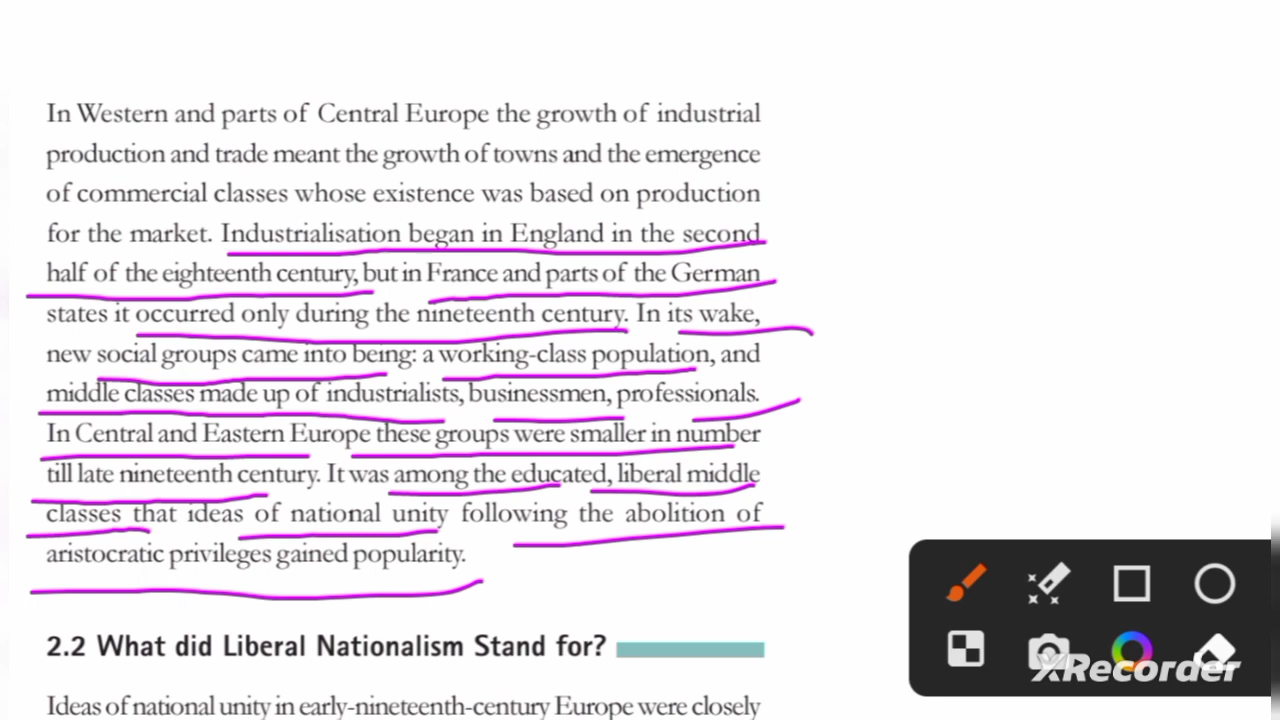 In Western and parts of Central Europe the growth of industrial
production and trade meant the growth of towns and the emergence
of commercial classes whose existence was based on production
for the market. Industrialisation began in England in the second
half of the eighteenth century, but in France and parts of the German
states it occurred only during the nineteenth century. In its wake,
new social groups came into being: a working-class population, and
middle classes made up of industrialists, businessmen, professionals.
In Central and Eastern Europe these groups were smaller in number
till late nineteenth century. It was among the educated, liberal middle
classes that ideas of national unity following the abolition of
aristocratic privileges gained popularity.
2.2 What did Liberal Nationalism Stand for?
Ideas of national unity in early-nineteenth-century Europe were closely
XRecorder